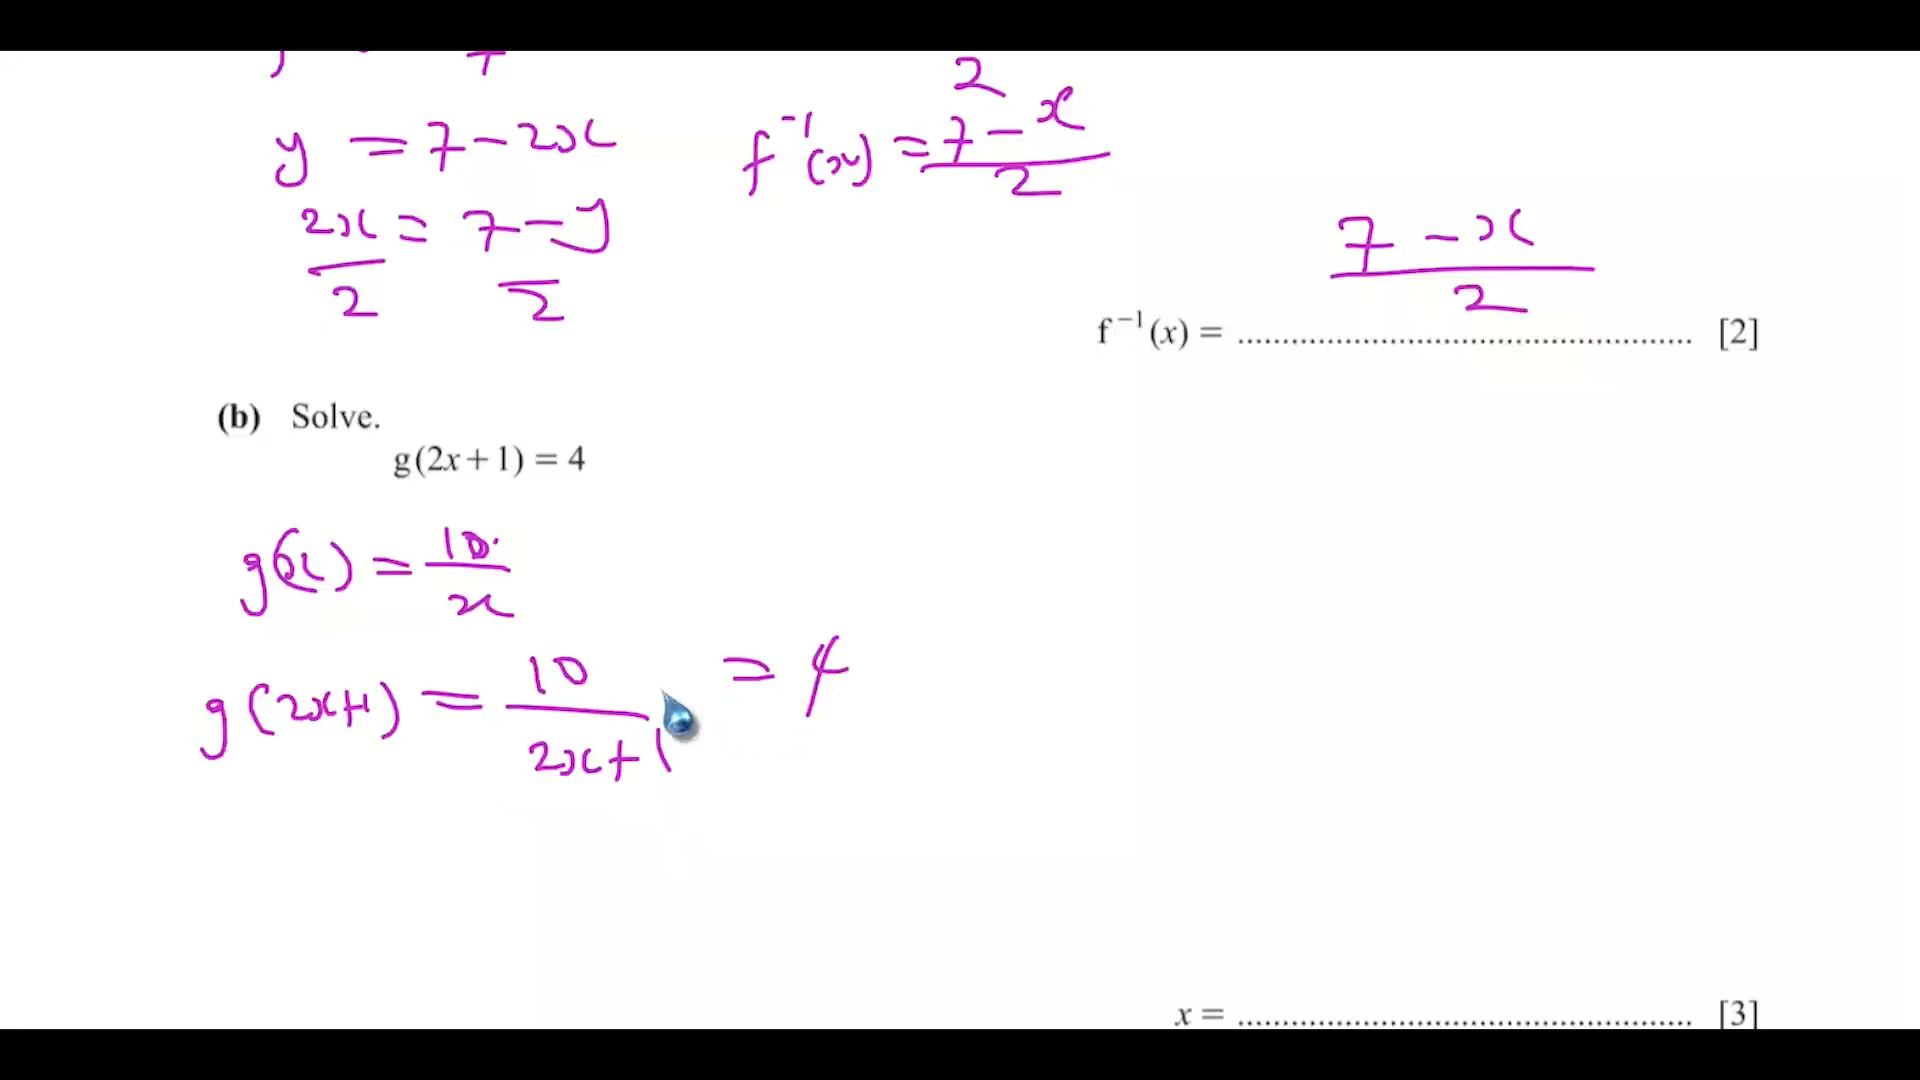 y = 7 - 2x
2x/2 = 7 - y/2
2
f⁻¹(x) = 7 - x/2
7 - x/2
f⁻¹(x) = .................................................. [2]
(b) Solve.
g(2x + 1) = 4
g(x) = 10/x
g(2x+1) = 10/2x+1 = 4
x = .................................................. [3]